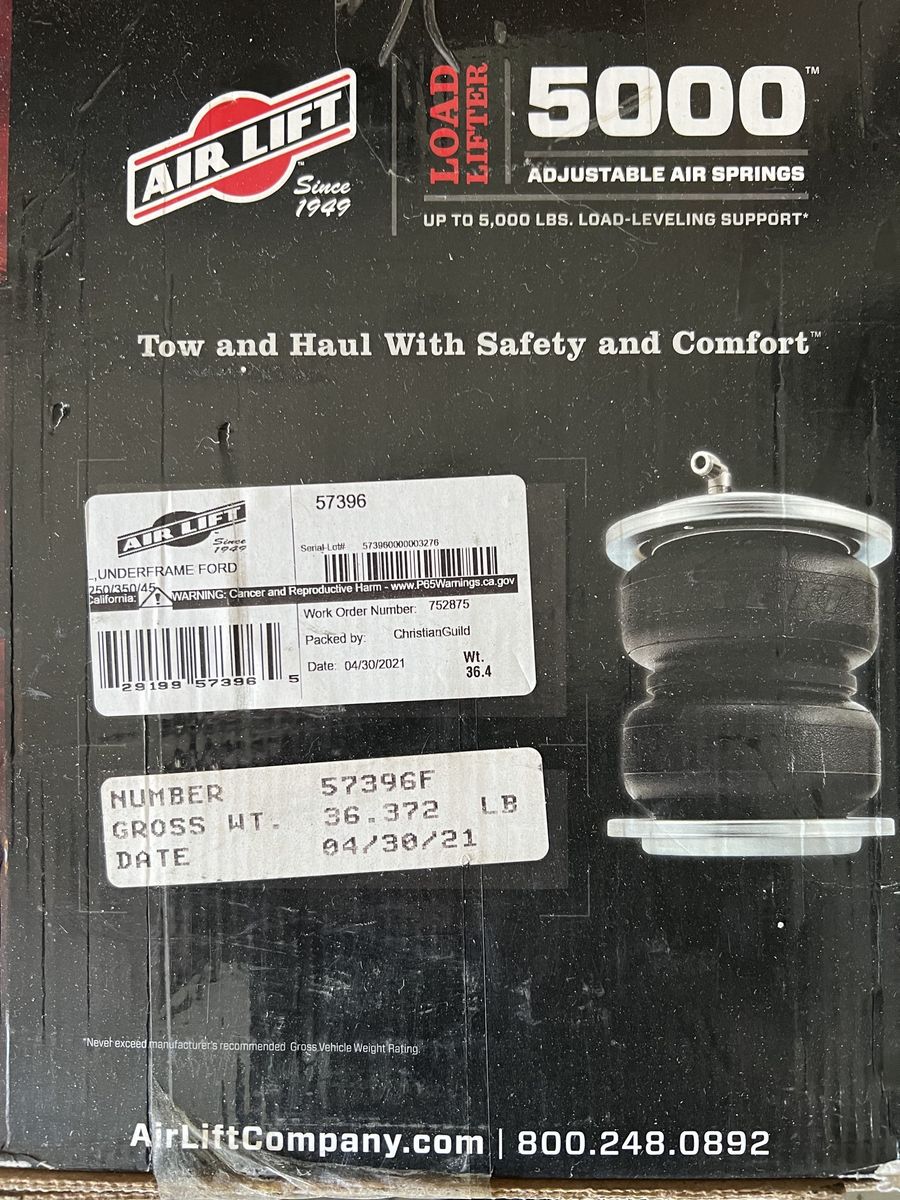 AIR LIFT™
Since
1949
LOAD
LIFTER
5000™
ADJUSTABLE AIR SPRINGS
UP TO 5,000 LBS. LOAD-LEVELING SUPPORT*
Tow and Haul With Safety and Comfort™
AIR LIFT
Since
1949
57396
Serial-Lot# 573960000003276
,UNDERFRAME FORD
250/350/45
California: WARNING: Cancer and Reproductive Harm - www.P65Warnings.ca.gov
Work Order Number: 752875
Packed by: ChristianGuild
Date: 04/30/2021
Wt.
36.4
29199 57396 5
NUMBER 57396F
GROSS WT. 36.372 LB
DATE 04/30/21
*Never exceed manufacturer's recommended Gross Vehicle Weight Rating.
AirLiftCompany.com | 800.248.0892